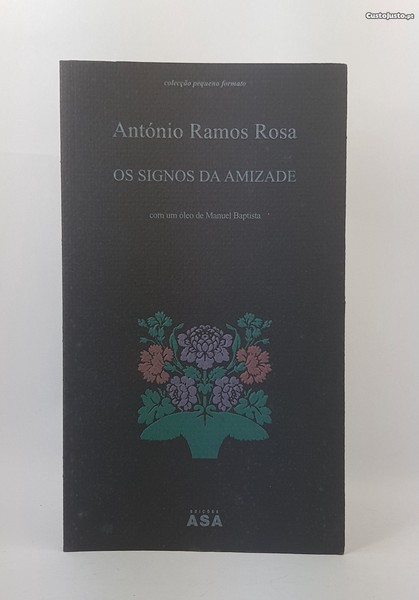 CustoJusto.pt
colecção pequeno formato
António Ramos Rosa
OS SIGNOS DA AMIZADE
com um óleo de Manuel Baptista
EDIÇÕES
ASA